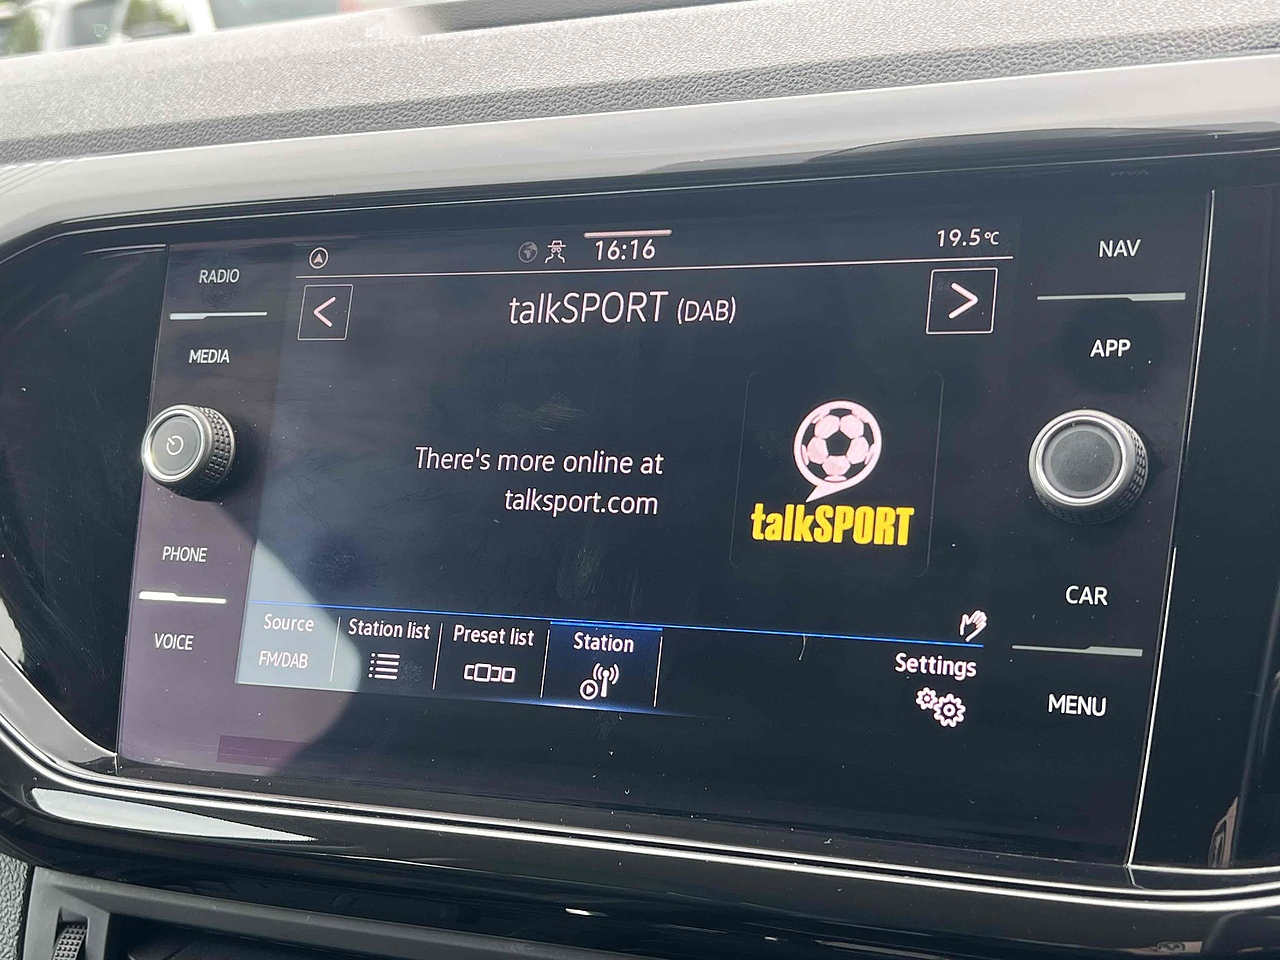 16:16
19.5°C
RADIO
MEDIA
PHONE
VOICE
talkSPORT (DAB)
There's more online at
talksport.com
talkSPORT
Source
FM/DAB
Station list
Preset list
Station
Settings
NAV
APP
CAR
MENU